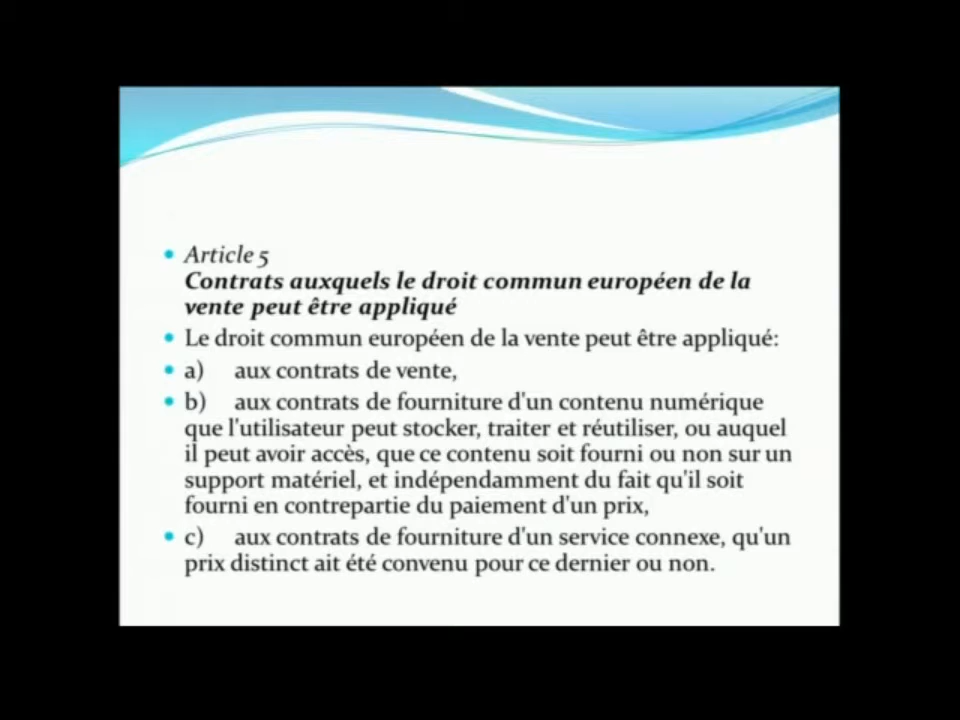 • Article 5
Contrats auxquels le droit commun européen de la
vente peut être appliqué
• Le droit commun européen de la vente peut être appliqué:
• a) aux contrats de vente,
• b) aux contrats de fourniture d'un contenu numérique
que l'utilisateur peut stocker, traiter et réutiliser, ou auquel
il peut avoir accès, que ce contenu soit fourni ou non sur un
support matériel, et indépendamment du fait qu'il soit
fourni en contrepartie du paiement d'un prix,
• c) aux contrats de fourniture d'un service connexe, qu'un
prix distinct ait été convenu pour ce dernier ou non.